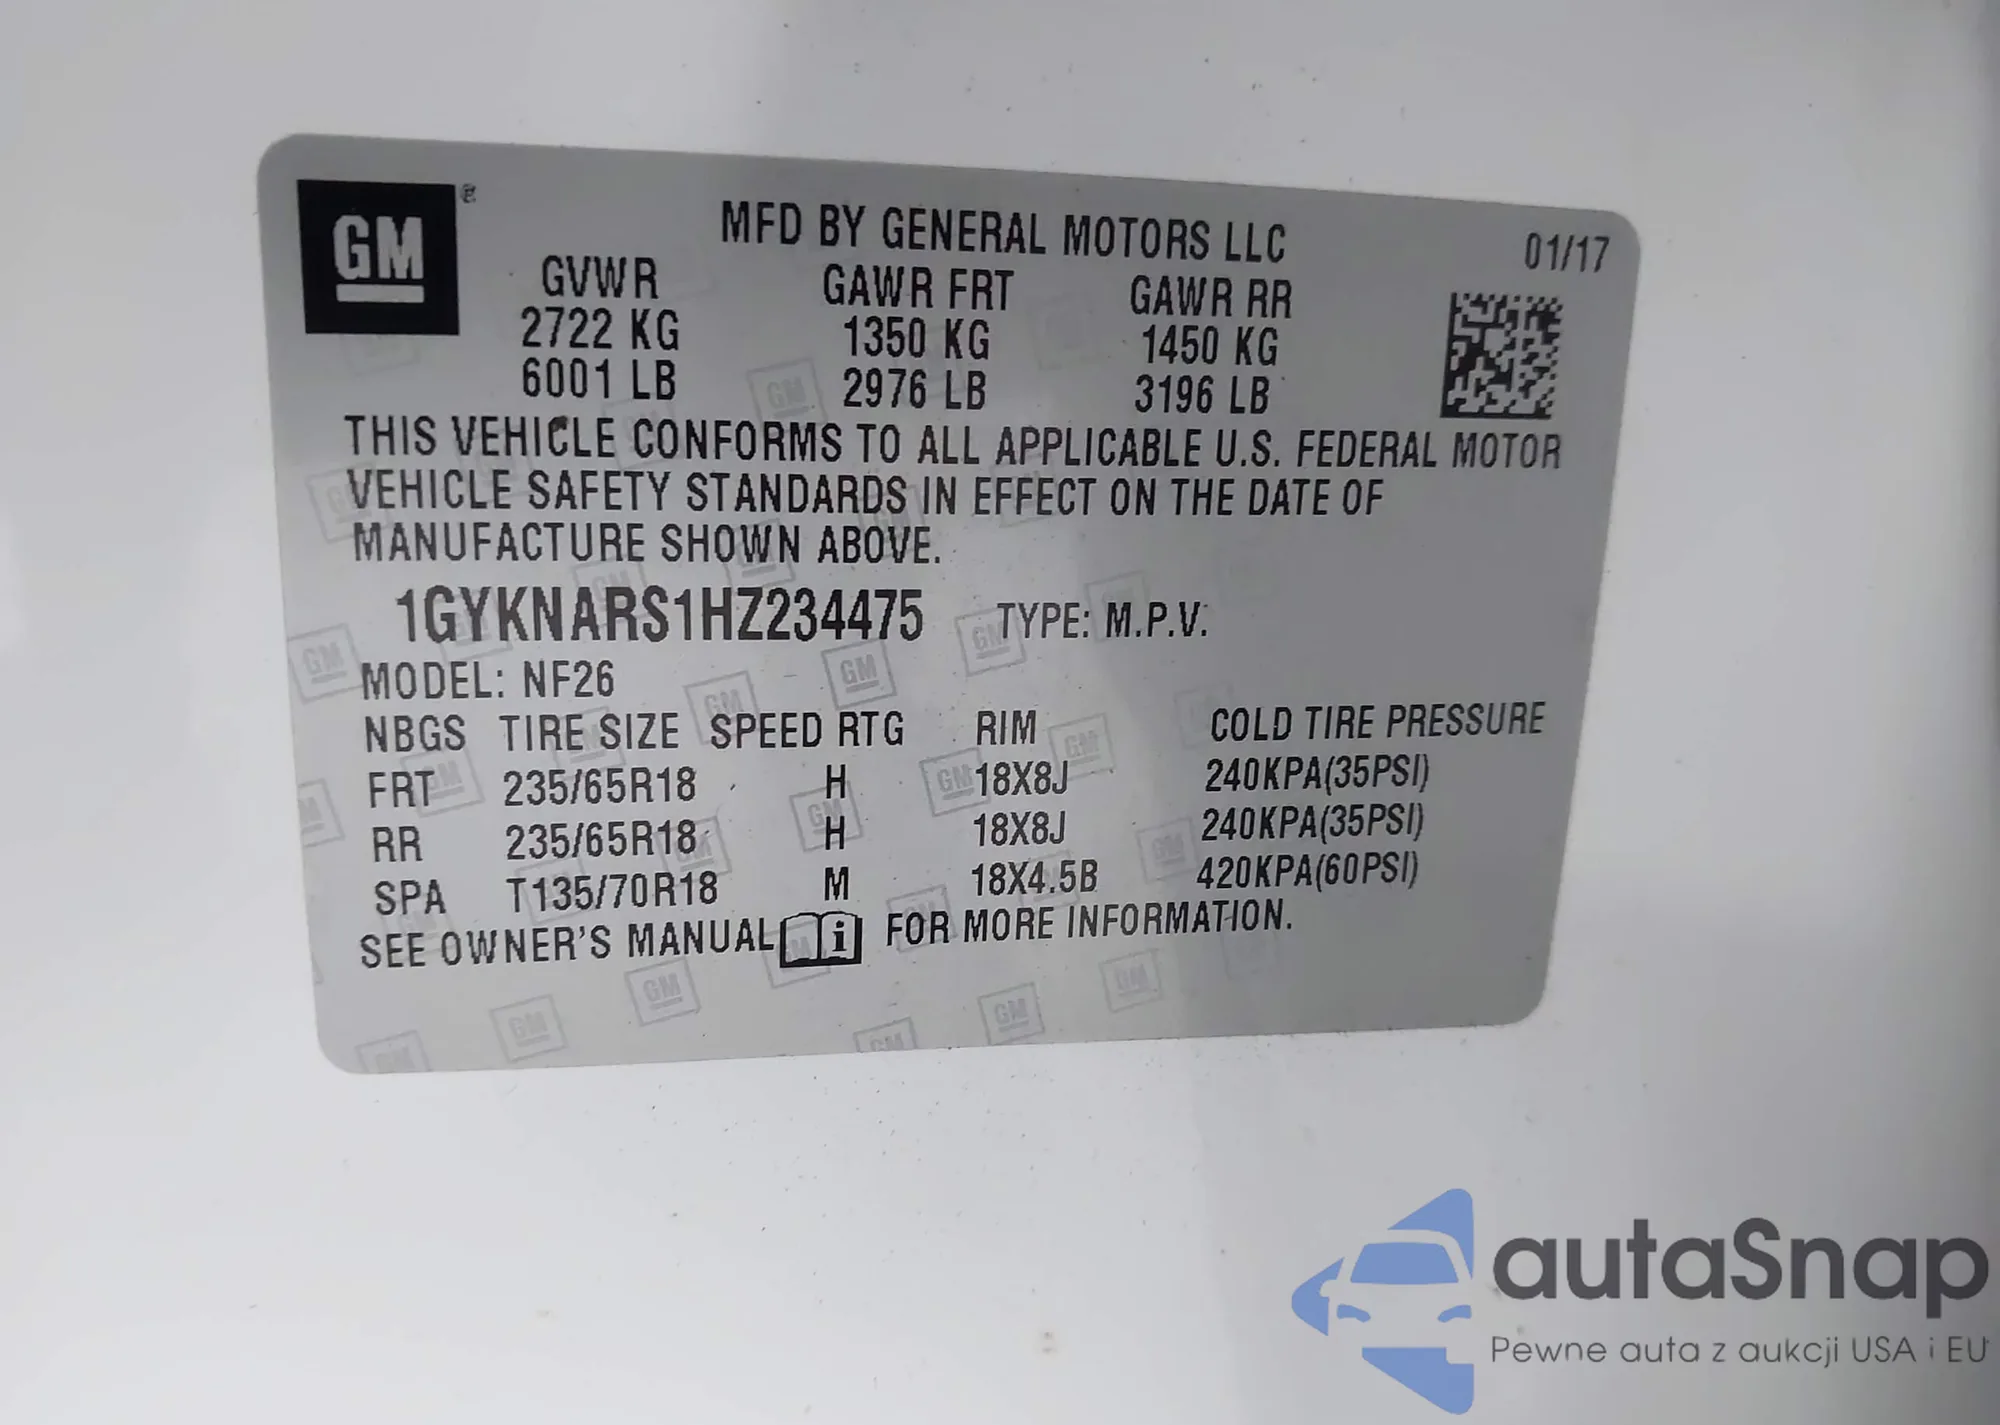 GM ®
MFD BY GENERAL MOTORS LLC 01/17
GVWR GAWR FRT GAWR RR
2722 KG 1350 KG 1450 KG
6001 LB 2976 LB 3196 LB
THIS VEHICLE CONFORMS TO ALL APPLICABLE U.S. FEDERAL MOTOR
VEHICLE SAFETY STANDARDS IN EFFECT ON THE DATE OF
MANUFACTURE SHOWN ABOVE.
1GYKNARS1HZ234475 TYPE: M.P.V.
MODEL: NF26
NBGS TIRE SIZE SPEED RTG RIM COLD TIRE PRESSURE
FRT 235/65R18 H 18X8J 240KPA(35PSI)
RR 235/65R18 H 18X8J 240KPA(35PSI)
SPA T135/70R18 M 18X4.5B 420KPA(60PSI)
SEE OWNER'S MANUAL i FOR MORE INFORMATION.
autaSnap
Pewne auta z aukcji USA i EU